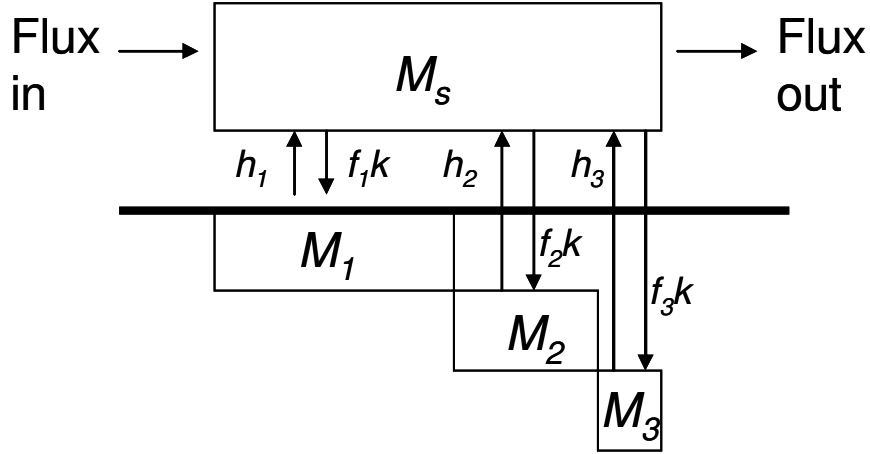 Flux in
Flux out
M_s
h_1
f_1k
h_2
h_3
f_2k
M_1
f_3k
M_2
M_3